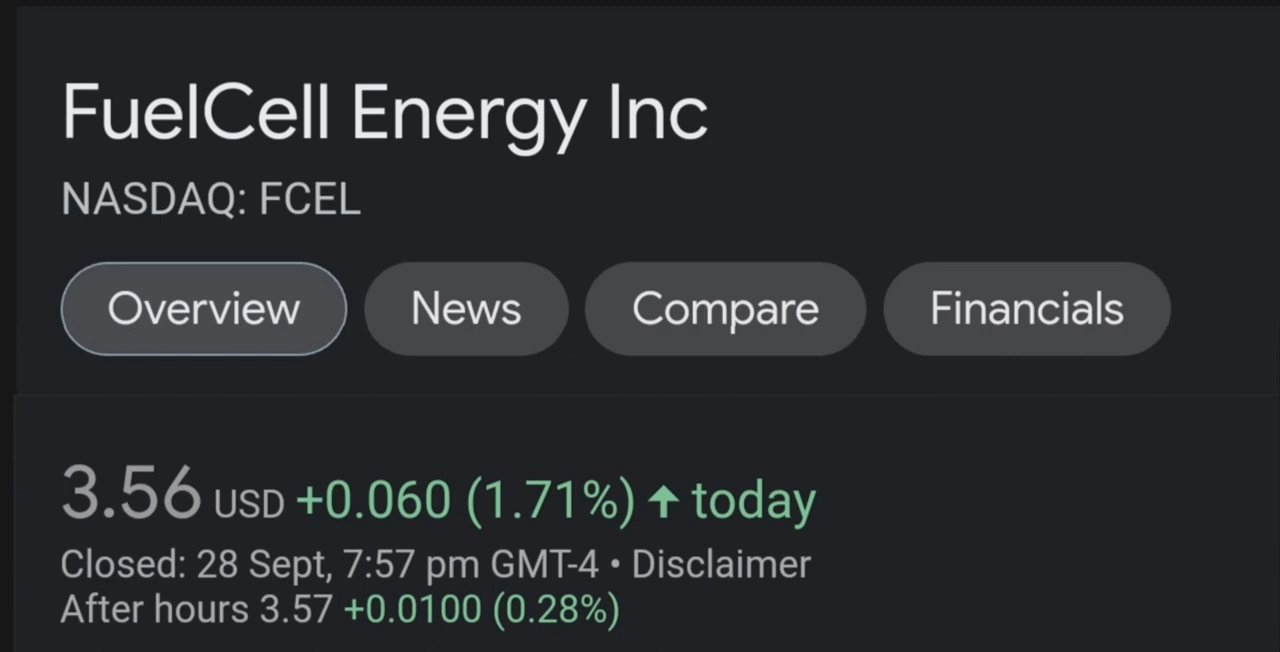 FuelCell Energy Inc
NASDAQ: FCEL
Overview News Compare Financials
3.56 USD +0.060 (1.71%) ↑ today
Closed: 28 Sept, 7:57 pm GMT-4 • Disclaimer
After hours 3.57 +0.0100 (0.28%)